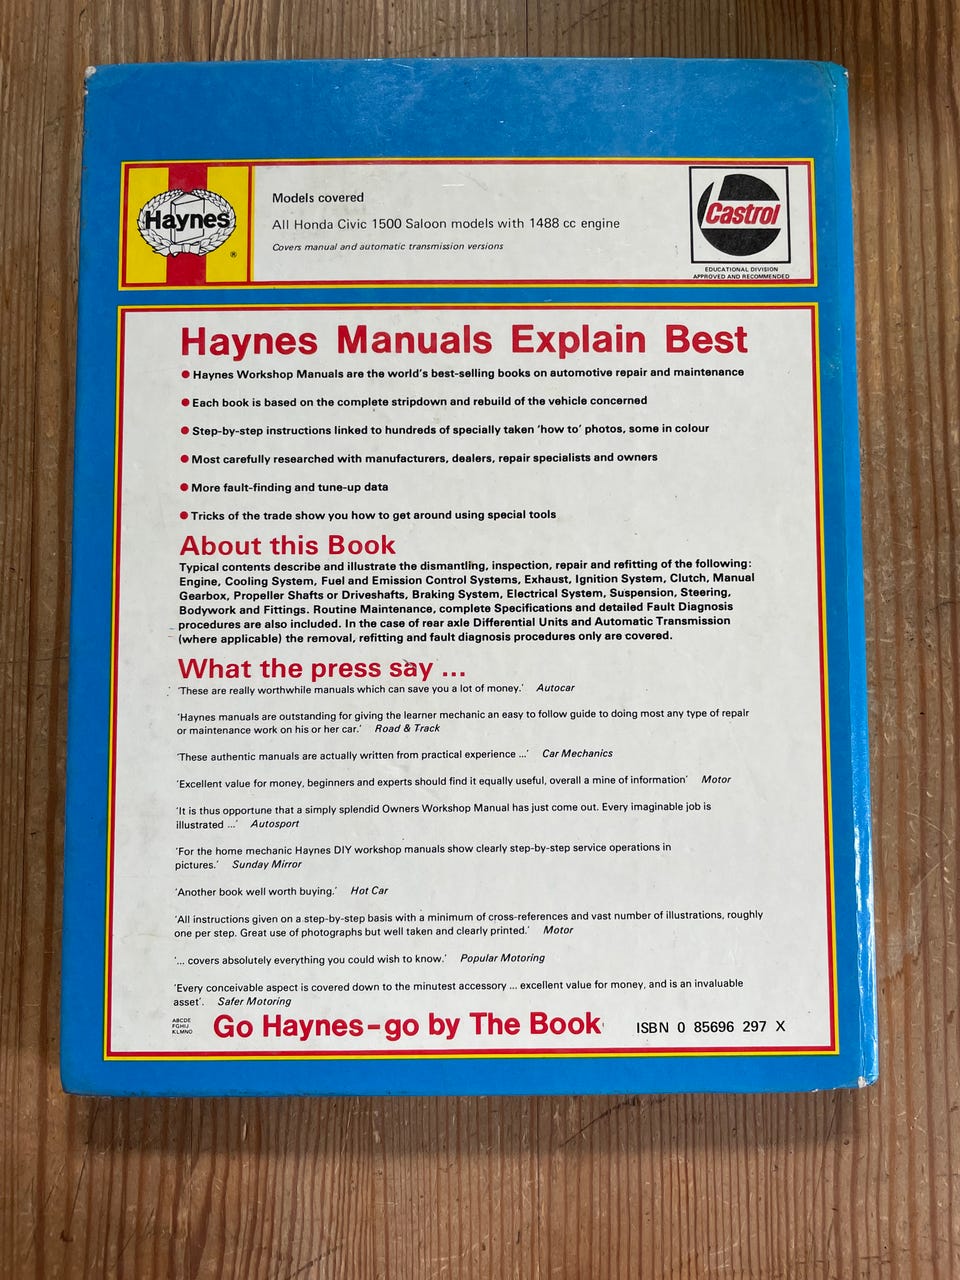 Haynes
®
Models covered
All Honda Civic 1500 Saloon models with 1488 cc engine
Covers manual and automatic transmission versions
Castrol
EDUCATIONAL DIVISION
APPROVED AND RECOMMENDED
Haynes Manuals Explain Best
● Haynes Workshop Manuals are the world's best-selling books on automotive repair and maintenance
● Each book is based on the complete stripdown and rebuild of the vehicle concerned
● Step-by-step instructions linked to hundreds of specially taken 'how to' photos, some in colour
● Most carefully researched with manufacturers, dealers, repair specialists and owners
● More fault-finding and tune-up data
● Tricks of the trade show you how to get around using special tools
About this Book
Typical contents describe and illustrate the dismantling, inspection, repair and refitting of the following:
Engine, Cooling System, Fuel and Emission Control Systems, Exhaust, Ignition System, Clutch, Manual
Gearbox, Propeller Shafts or Driveshafts, Braking System, Electrical System, Suspension, Steering,
Bodywork and Fittings. Routine Maintenance, complete Specifications and detailed Fault Diagnosis
procedures are also included. In the case of rear axle Differential Units and Automatic Transmission
(where applicable) the removal, refitting and fault diagnosis procedures only are covered.
What the press say ...
'These are really worthwhile manuals which can save you a lot of money.' Autocar
'Haynes manuals are outstanding for giving the learner mechanic an easy to follow guide to doing most any type of repair
or maintenance work on his or her car.' Road & Track
'These authentic manuals are actually written from practical experience ...' Car Mechanics
'Excellent value for money, beginners and experts should find it equally useful, overall a mine of information' Motor
'It is thus opportune that a simply splendid Owners Workshop Manual has just come out. Every imaginable job is
illustrated ...' Autosport
'For the home mechanic Haynes DIY workshop manuals show clearly step-by-step service operations in
pictures.' Sunday Mirror
'Another book well worth buying.' Hot Car
'All instructions given on a step-by-step basis with a minimum of cross-references and vast number of illustrations, roughly
one per step. Great use of photographs but well taken and clearly printed.' Motor
'... covers absolutely everything you could wish to know.' Popular Motoring
'Every conceivable aspect is covered down to the minutest accessory ... excellent value for money, and is an invaluable
asset'. Safer Motoring
ABCDE
FGHIJ
KLMNO
Go Haynes–go by The Book
ISBN 0 85696 297 X